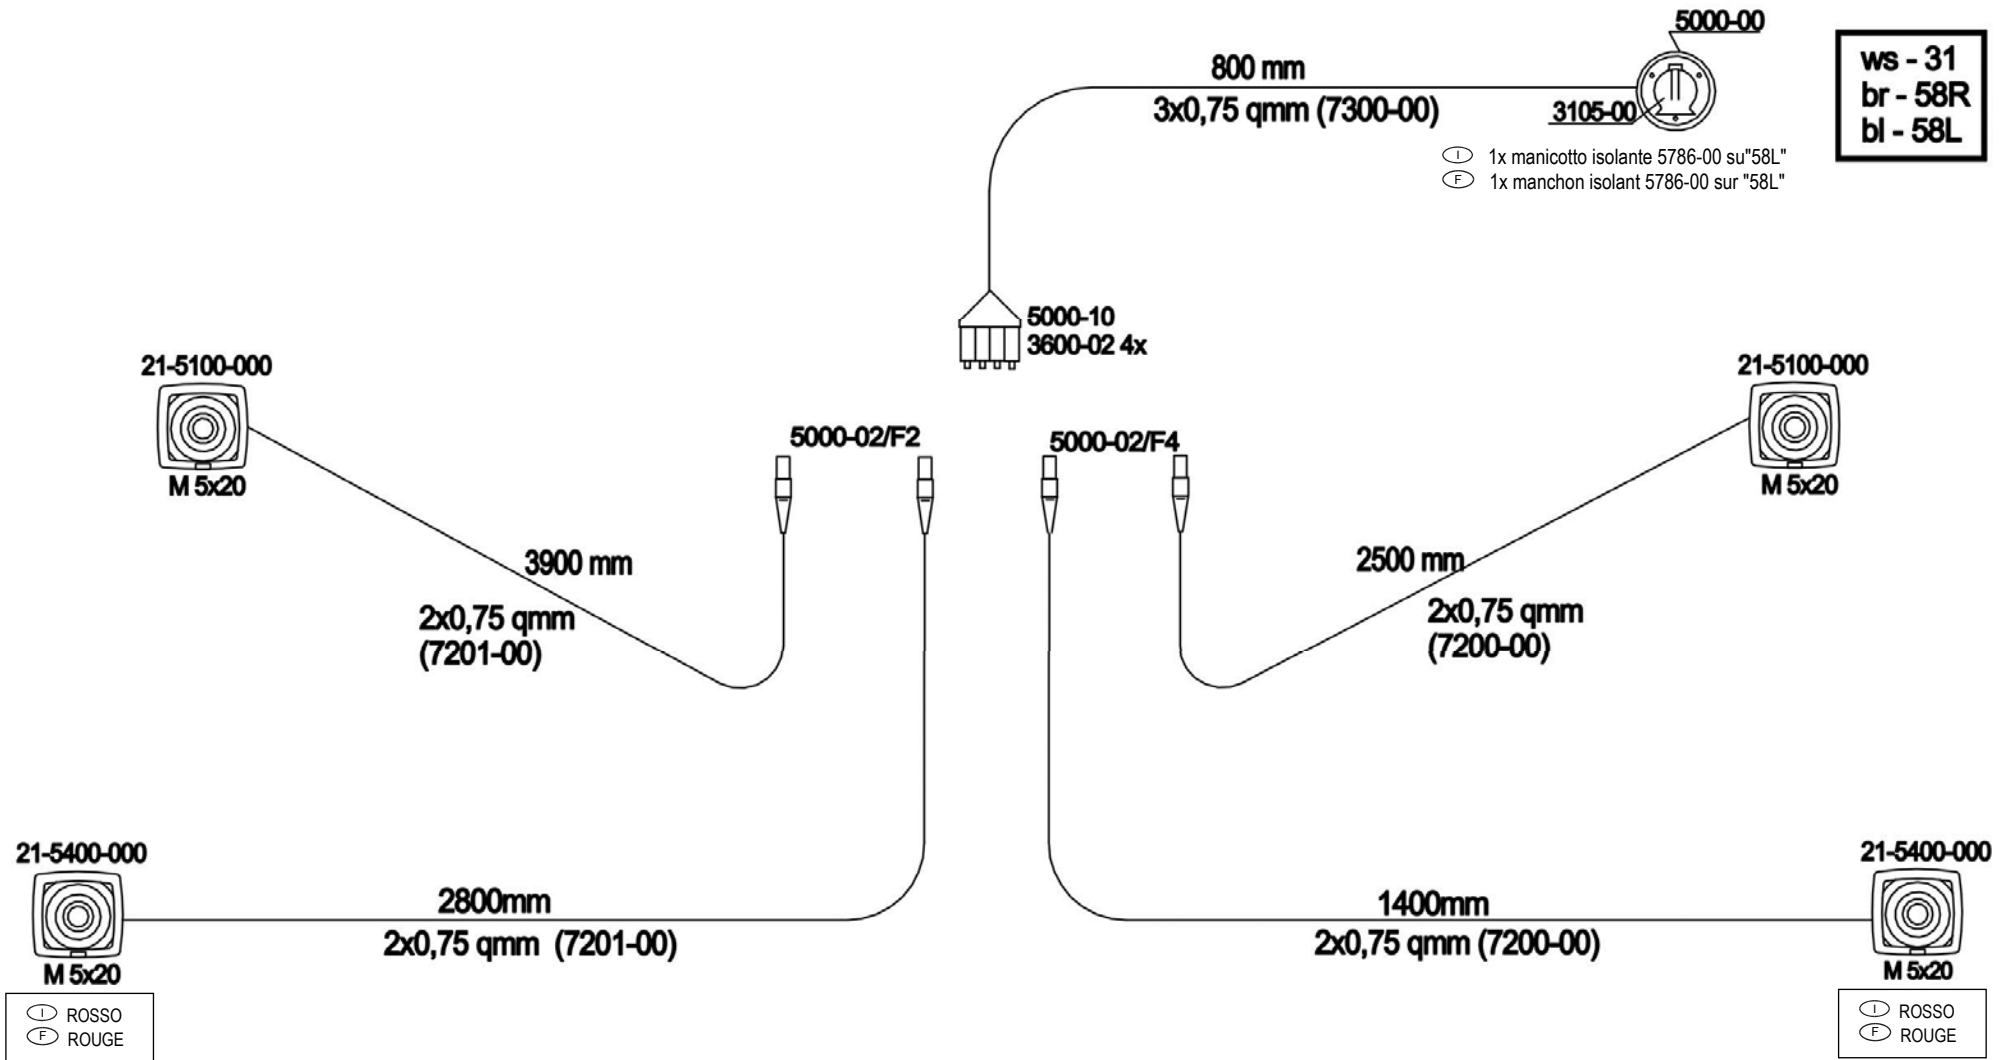 5000-00
800 mm
3x0,75 qmm (7300-00)
3105-00
ws - 31
br - 58R
bl - 58L
I 1x manicotto isolante 5786-00 su"58L"
F 1x manchon isolant 5786-00 sur "58L"
5000-10
3600-02 4x
21-5100-000
M 5x20
21-5100-000
M 5x20
5000-02/F2
5000-02/F4
3900 mm
2x0,75 qmm
(7201-00)
2500 mm
2x0,75 qmm
(7200-00)
21-5400-000
M 5x20
2800mm
2x0,75 qmm (7201-00)
1400mm
2x0,75 qmm (7200-00)
21-5400-000
M 5x20
I ROSSO
F ROUGE
I ROSSO
F ROUGE